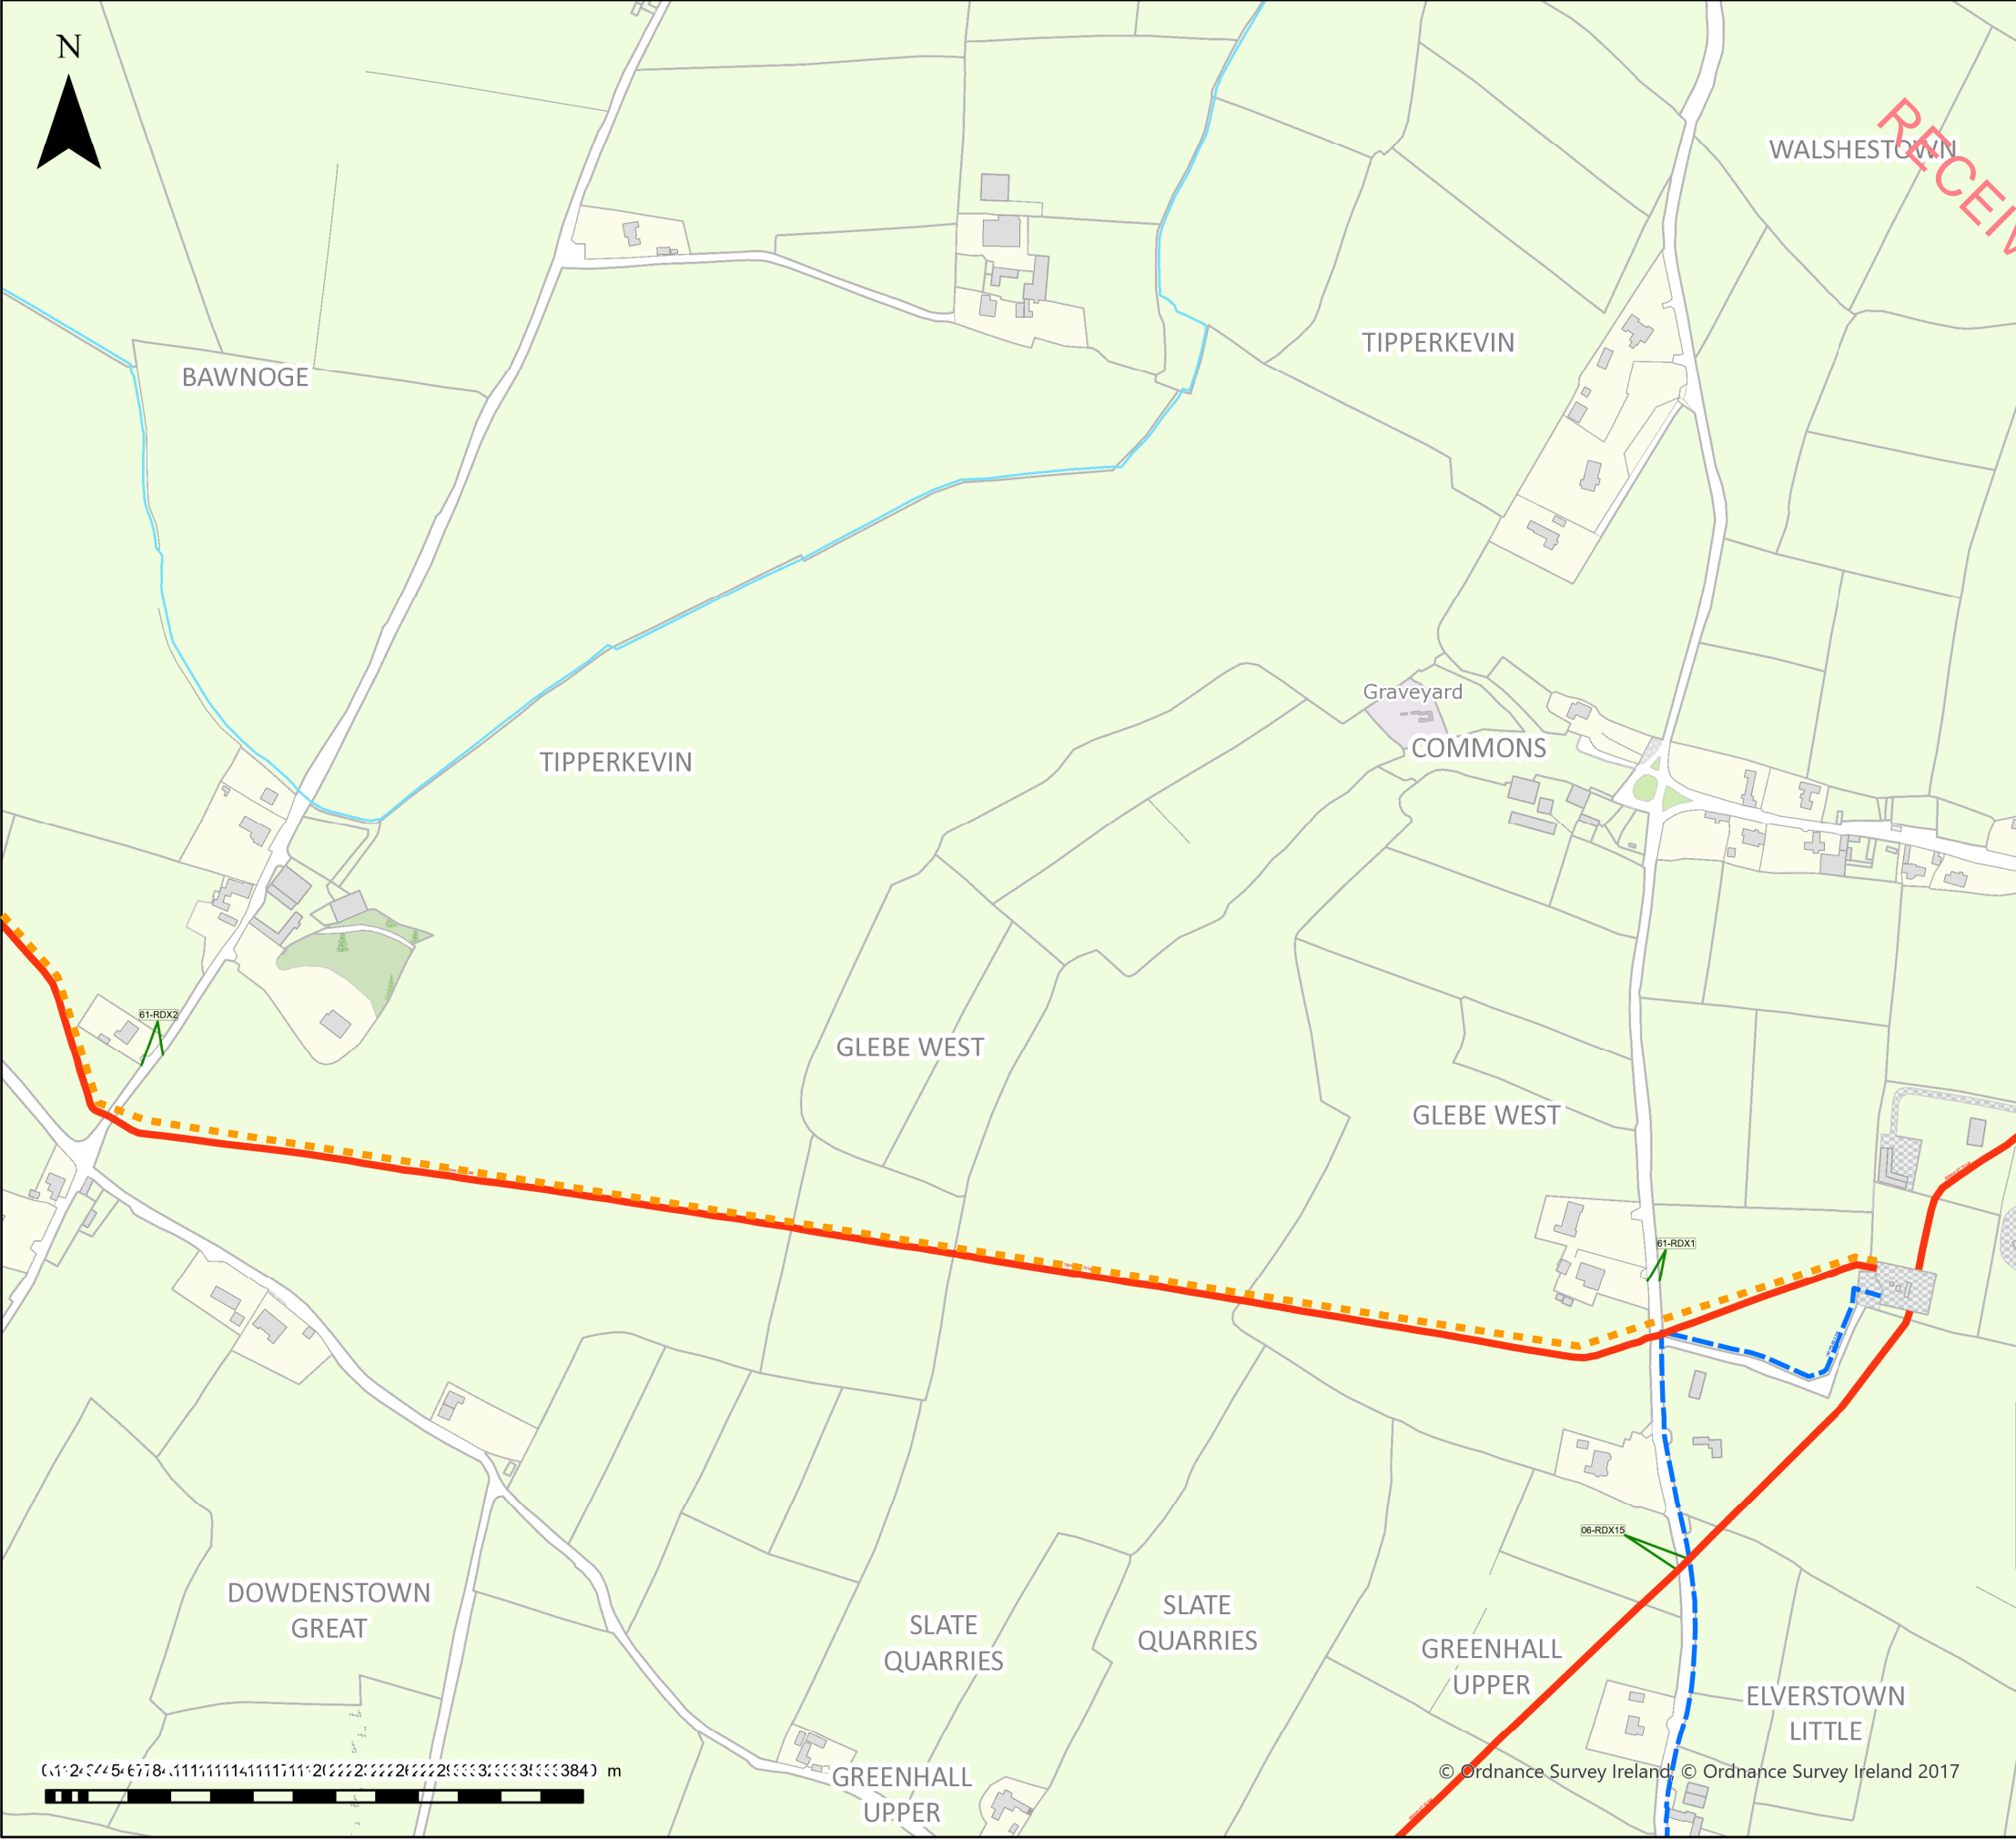 N
WALSHESTOWN
TIPPERKEVIN
BAWNOGE
Graveyard
COMMONS
TIPPERKEVIN
61-RDX2
GLEBE WEST
GLEBE WEST
61-RDX1
06-RDX15
DOWDENSTOWN
GREAT
SLATE
QUARRIES
SLATE
QUARRIES
GREENHALL
UPPER
ELVERSTOWN
LITTLE
GREENHALL
UPPER
m
© Ordnance Survey Ireland, © Ordnance Survey Ireland 2017